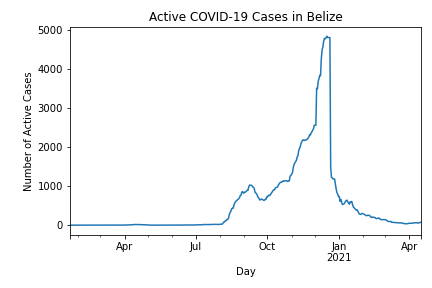 Active COVID-19 Cases in Belize
Number of Active Cases
5000
4000
3000
2000
1000
0
Apr Jul Oct Jan Apr
2021
Day